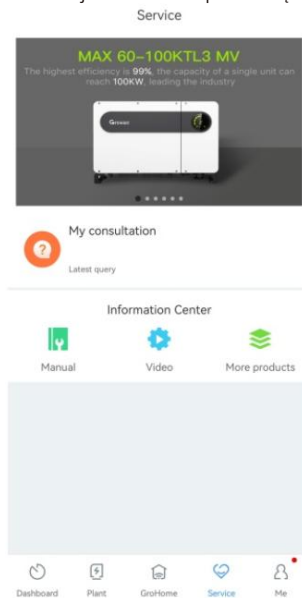 Service
MAX 60-100KTL3 MV
The highest efficiency is 99%, the capacity of a single unit can
reach 100KW, leading the industry
Growatt
My consultation
Latest query
Information Center
Manual
Video
More products
Dashboard
Plant
GroHome
Service
Me